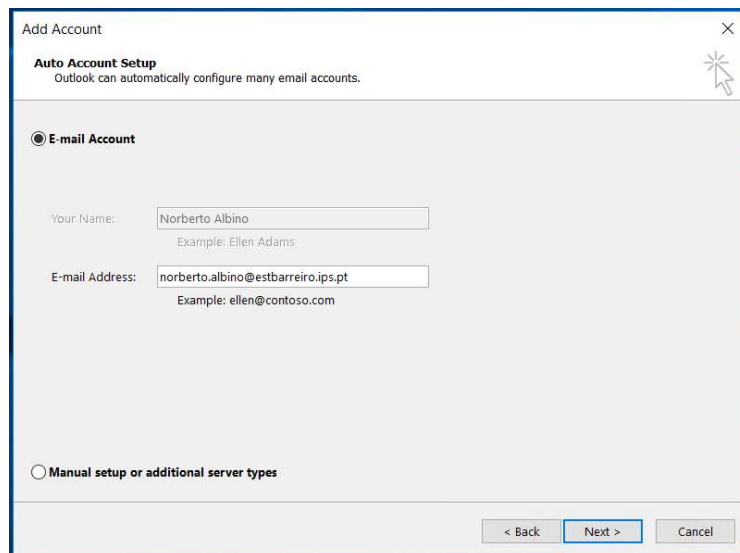 Add Account
Auto Account Setup
Outlook can automatically configure many email accounts.
E-mail Account
Your Name: Norberto Albino
Example: Ellen Adams
E-mail Address: norberto.albino@estbarreiro.ips.pt
Example: ellen@contoso.com
Manual setup or additional server types
< Back Next > Cancel